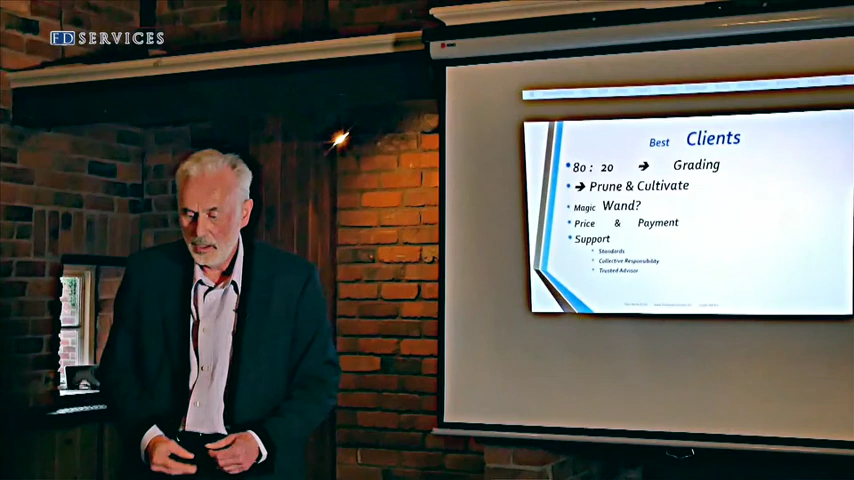 FD SERVICES
Best Clients
80 : 20 ➔ Grading
➔ Prune & Cultivate
Magic Wand?
Price & Payment
Support
Standards
Collective Responsibility
Trusted Advisor